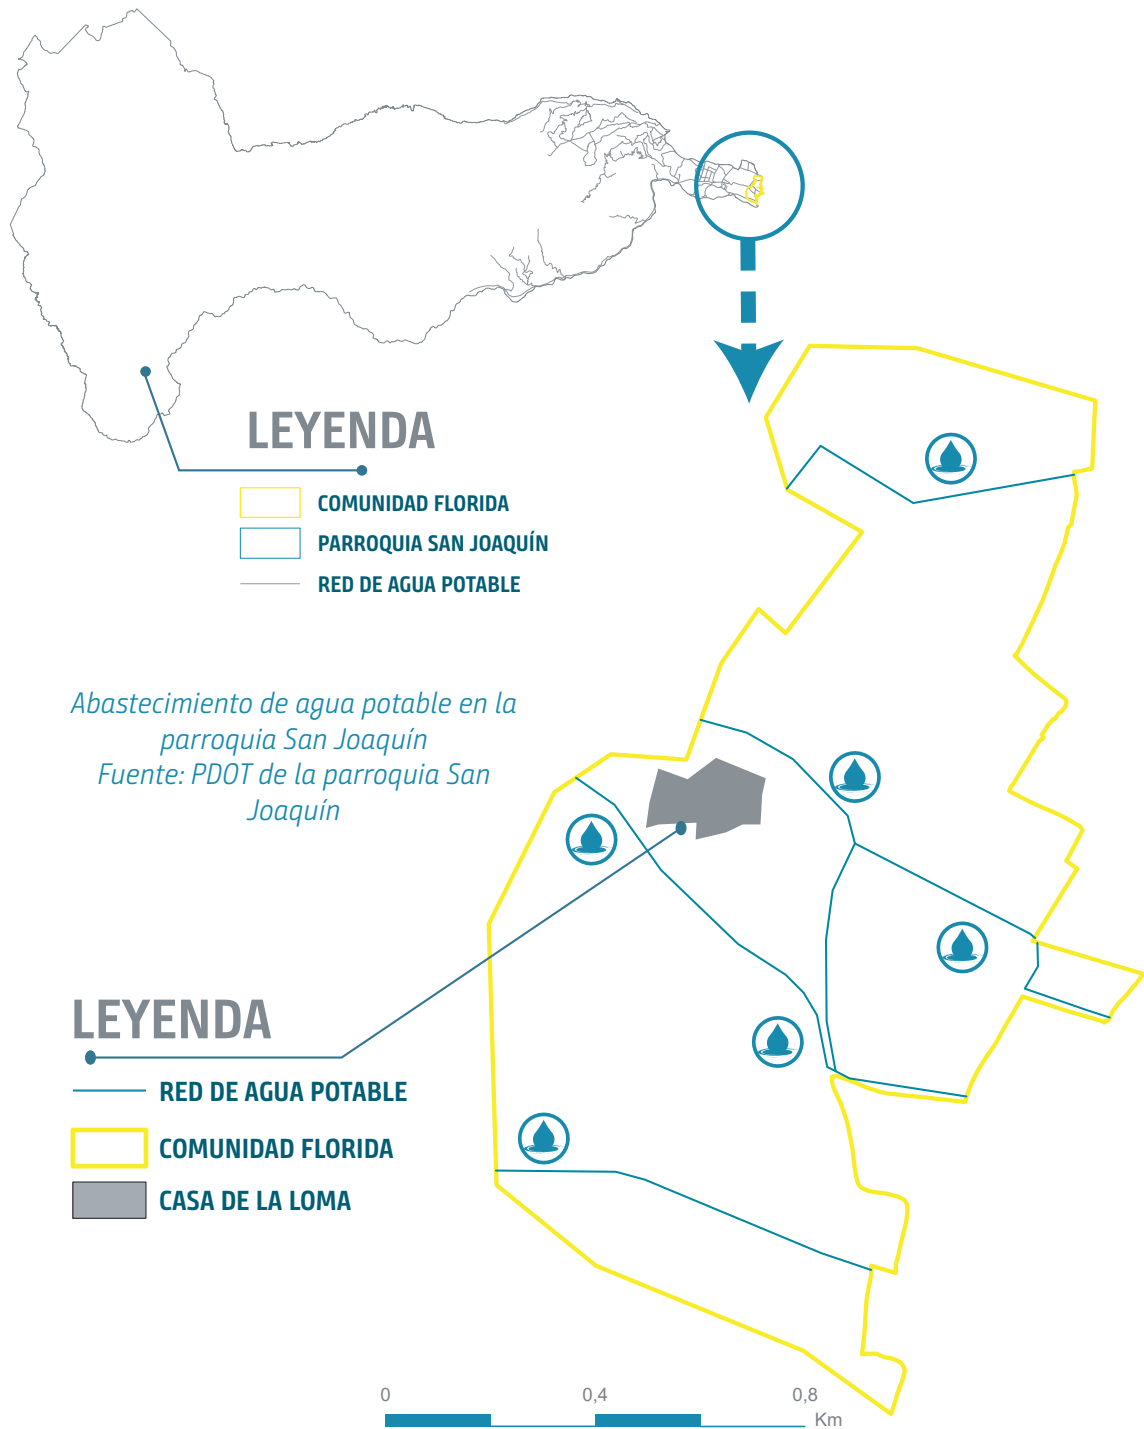 LEYENDA
COMUNIDAD FLORIDA
PARROQUIA SAN JOAQUÍN
RED DE AGUA POTABLE
Abastecimiento de agua potable en la
parroquia San Joaquín
Fuente: PDOT de la parroquia San
Joaquín
LEYENDA
RED DE AGUA POTABLE
COMUNIDAD FLORIDA
CASA DE LA LOMA
0 0,4 0,8
Km